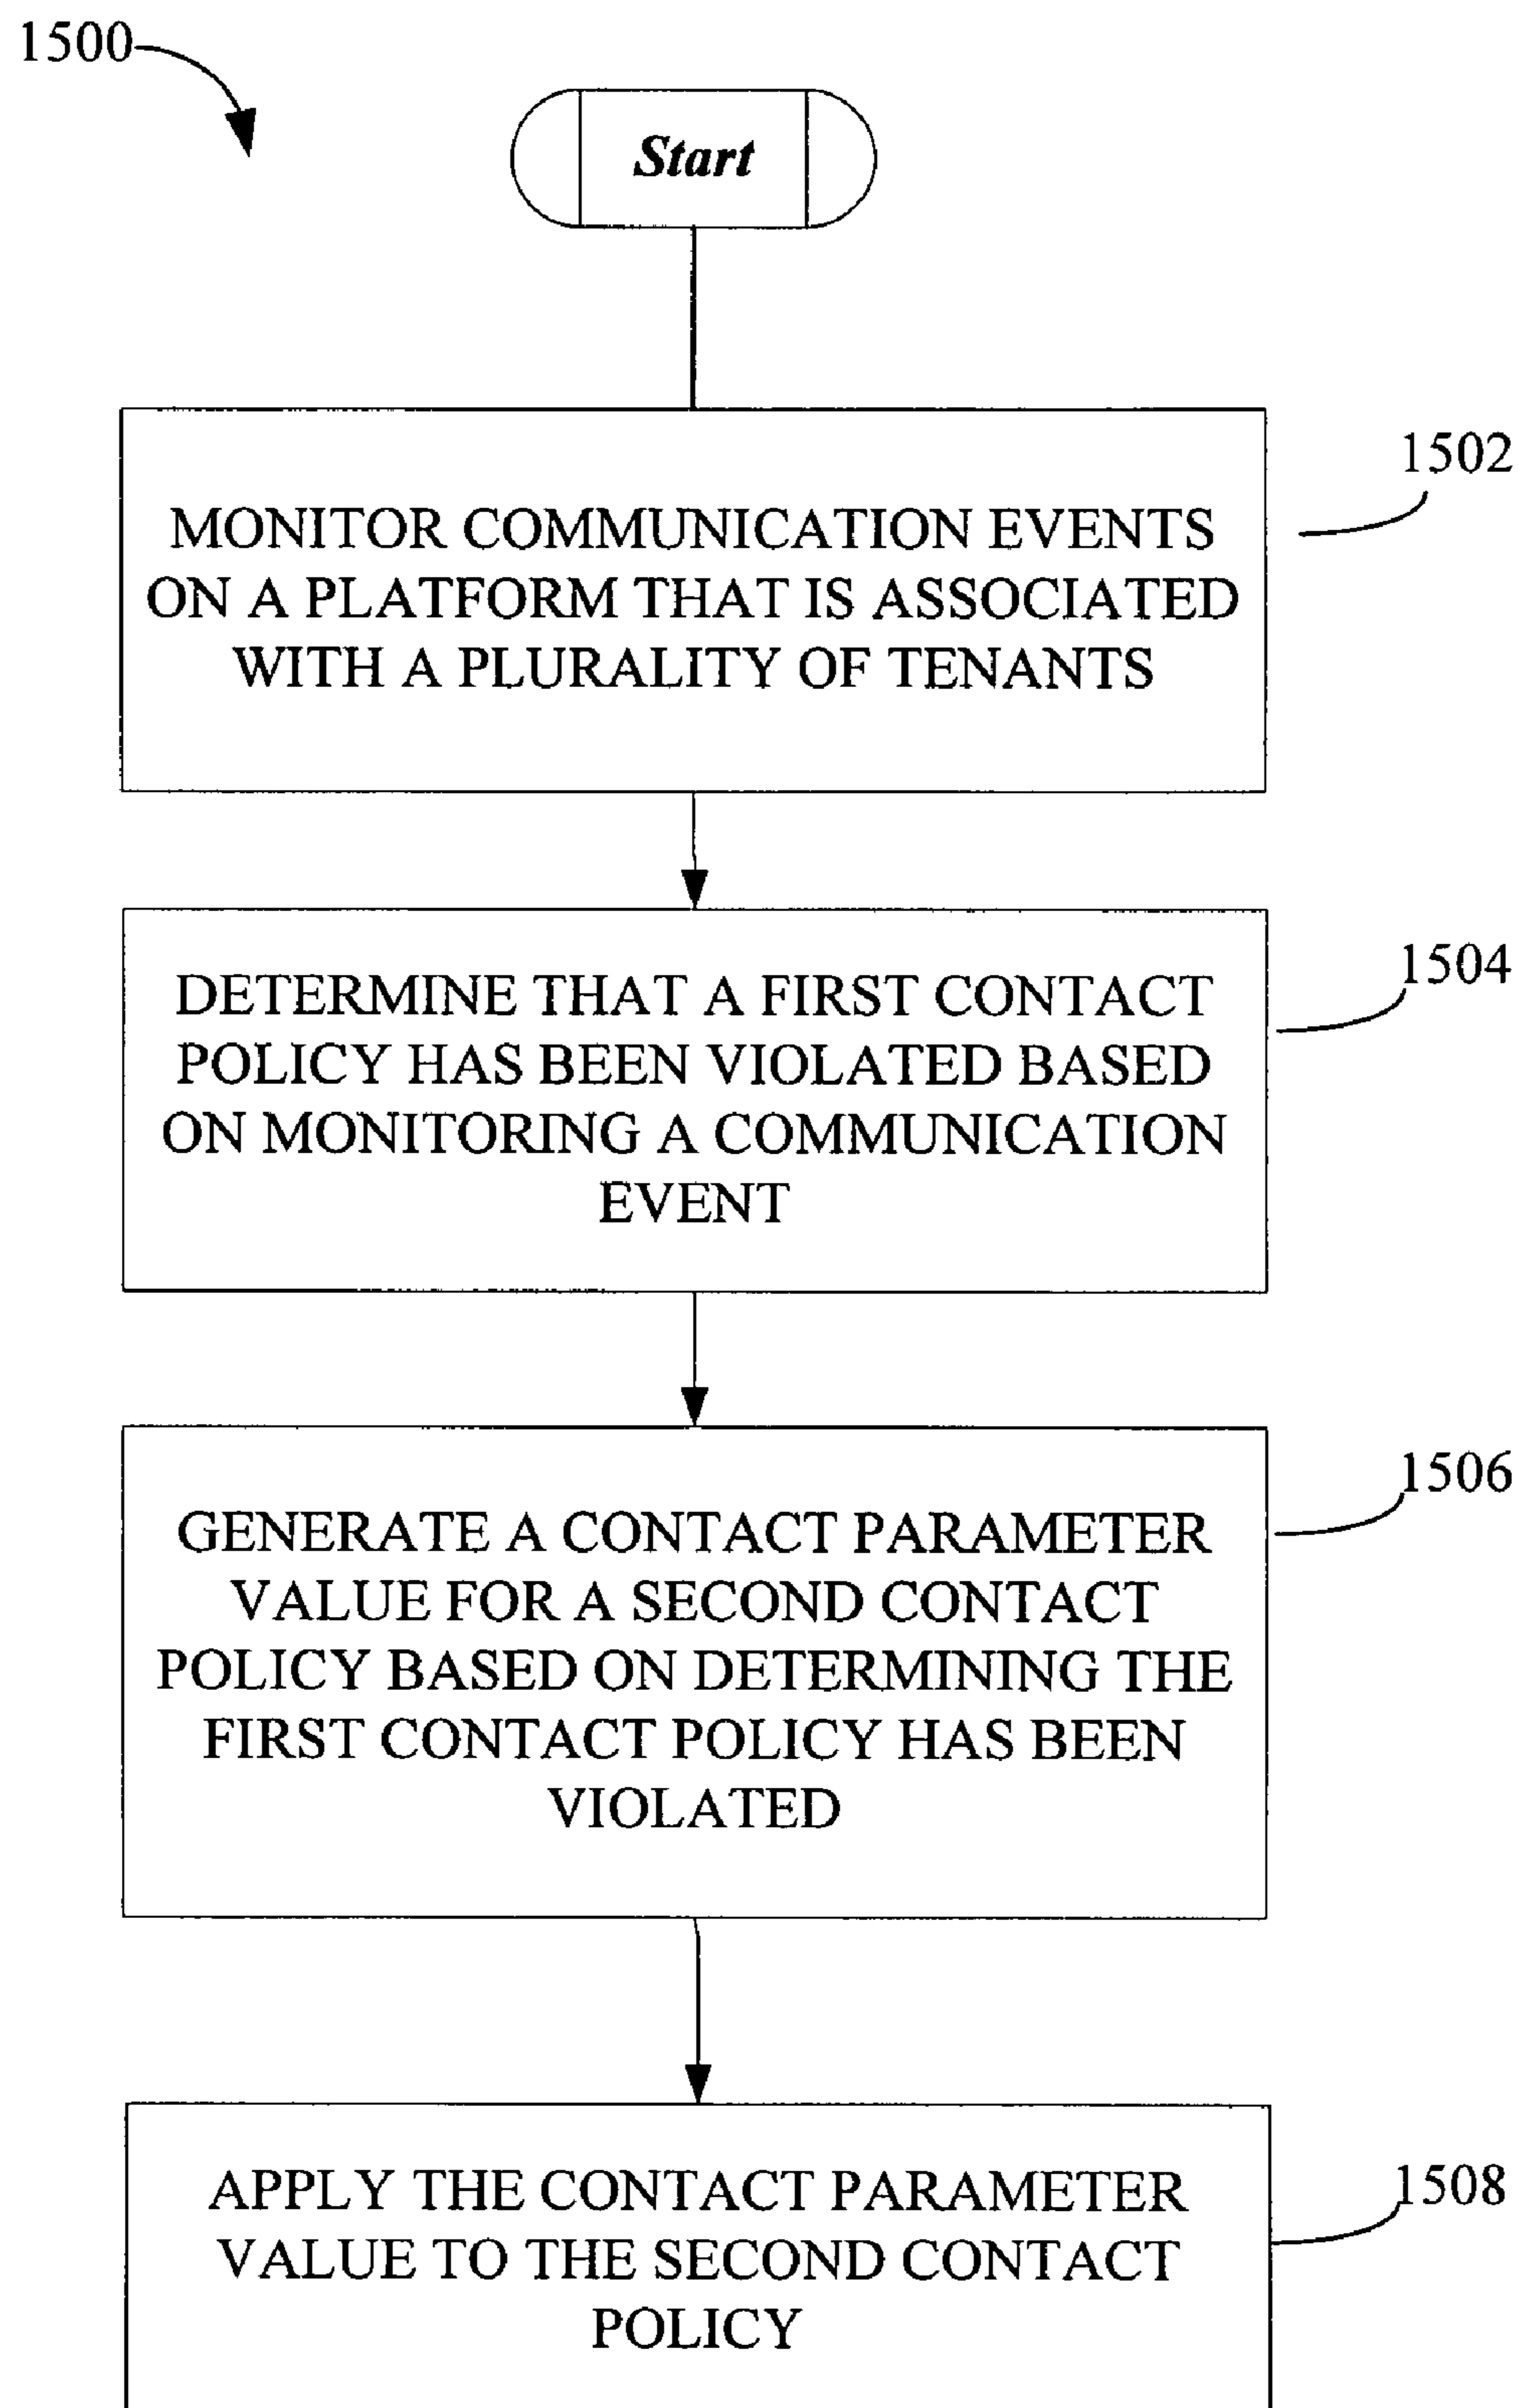 1500
Start
1502
MONITOR COMMUNICATION EVENTS
ON A PLATFORM THAT IS ASSOCIATED
WITH A PLURALITY OF TENANTS
1504
DETERMINE THAT A FIRST CONTACT
POLICY HAS BEEN VIOLATED BASED
ON MONITORING A COMMUNICATION
EVENT
1506
GENERATE A CONTACT PARAMETER
VALUE FOR A SECOND CONTACT
POLICY BASED ON DETERMINING THE
FIRST CONTACT POLICY HAS BEEN
VIOLATED
1508
APPLY THE CONTACT PARAMETER
VALUE TO THE SECOND CONTACT
POLICY